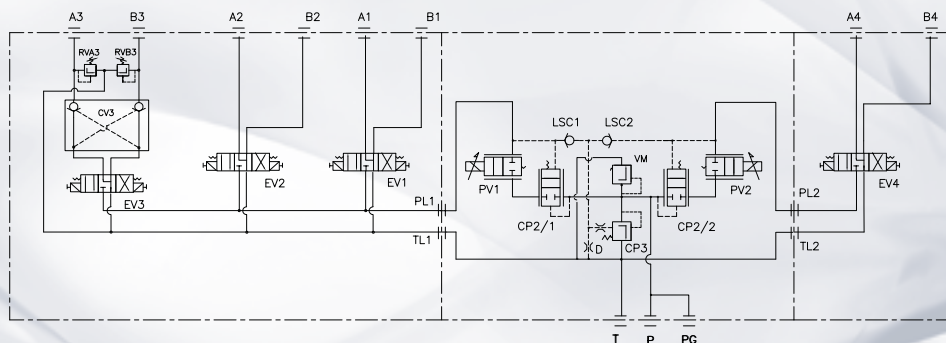 A3 B3 A2 B2 A1 B1 A4 B4
RVA3 RVB3
CV3
LSC1 LSC2
VM
EV3 EV2 EV1 PV1 PV2 EV4
CP2/1 CP2/2
PL1 PL2
TL1 TL2
D CP3
T P PG